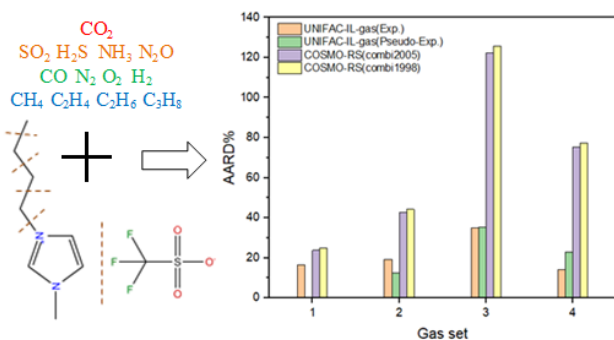 CO₂
SO₂ H₂S NH₃ N₂O
CO N₂ O₂ H₂
CH₄ C₂H₄ C₂H₆ C₃H₈
N
N
F
F
F
S
O
O
O-
UNIFAC-IL-gas(Exp.)
UNIFAC-IL-gas(Pseudo-Exp.)
COSMO-RS(combi2005)
COSMO-RS(combi1998)
AARD%
140
120
100
80
60
40
20
0
1 2 3 4
Gas set